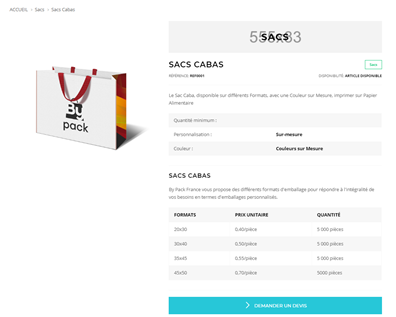 ACCUEIL > Sacs > Sacs Cabas
SACS
SACS CABAS
Sacs
RÉFÉRENCE:
DISPONIBILITÉ: ARTICLE DISPONIBLE
By
pack
Le Sac Caba, disponible sur différents Formats, avec une Couleur sur Mesure, imprimer sur Papier
Alimentaire
Quantité minimum :
Personnalisation : Sur-mesure
Couleur : Couleurs sur Mesure
SACS CABAS
By Pack France vous propose des différents formats d'emballage pour répondre à l'intégralité de
vos besoins en termes d'emballages personnalisés.
FORMATS PRIX UNITAIRE QUANTITÉ
20x30 0,40/pièce 5 000 pièces
30x40 0,50/pièce 5 000 pièces
35x45 0,55/pièce 5 000 pièces
45x50 0,70/pièce 5000 pièces
> DEMANDER UN DEVIS